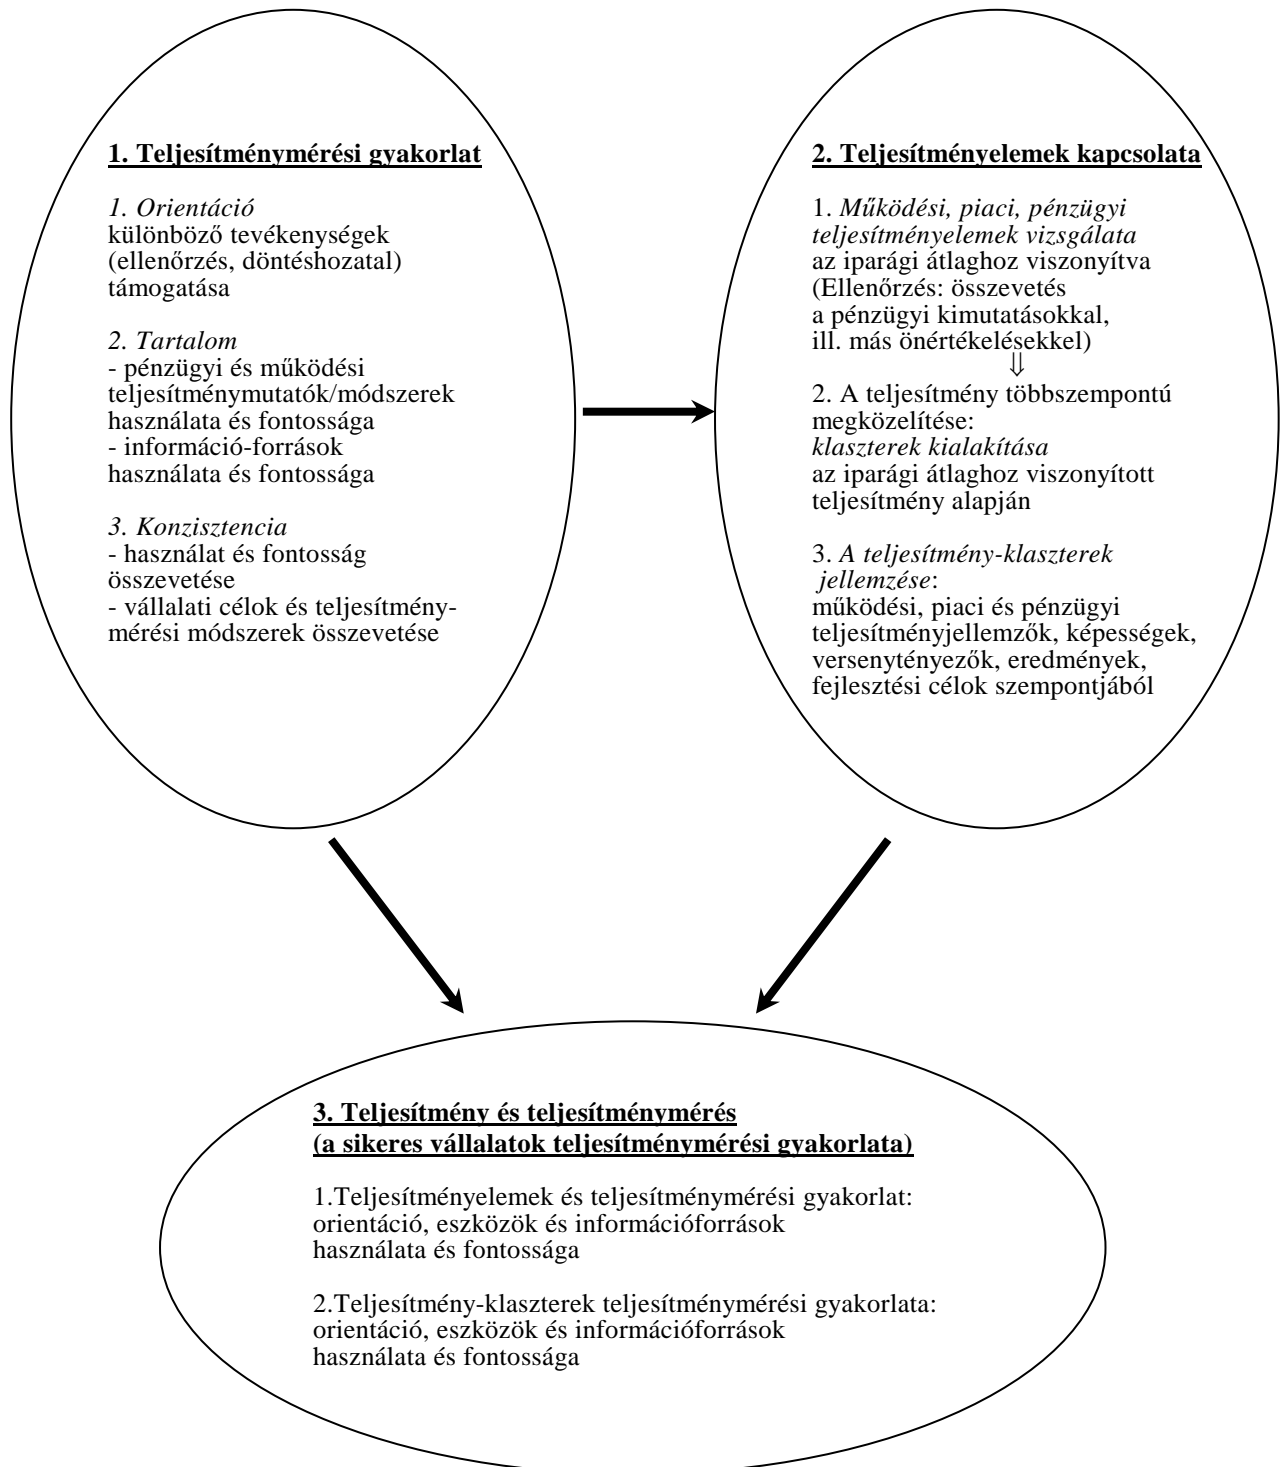 1. Teljesítménymérési gyakorlat
1. Orientáció
különböző tevékenységek
(ellenőrzés, döntéshozatal)
támogatása
2. Tartalom
- pénzügyi és működési
teljesítménymutatók/módszerek
használata és fontossága
- információ-források
használata és fontossága
3. Konzisztencia
- használat és fontosság
összevetése
- vállalati célok és teljesítmény-
mérési módszerek összevetése
2. Teljesítményelemek kapcsolata
1. Működési, piaci, pénzügyi
teljesítményelemek vizsgálata
az iparági átlaghoz viszonyítva
(Ellenőrzés: összevetés
a pénzügyi kimutatásokkal,
ill. más önértékelésekkel)
⇓
2. A teljesítmény többszempontú
megközelítése:
klaszterek kialakítása
az iparági átlaghoz viszonyított
teljesítmény alapján
3. A teljesítmény-klaszterek
jellemzése:
működési, piaci és pénzügyi
teljesítményjellemzők, képességek,
versenytényezők, eredmények,
fejlesztési célok szempontjából
3. Teljesítmény és teljesítménymérés
(a sikeres vállalatok teljesítménymérési gyakorlata)
1.Teljesítményelemek és teljesítménymérési gyakorlat:
orientáció, eszközök és információforrások
használata és fontossága
2.Teljesítmény-klaszterek teljesítménymérési gyakorlata:
orientáció, eszközök és információforrások
használata és fontossága